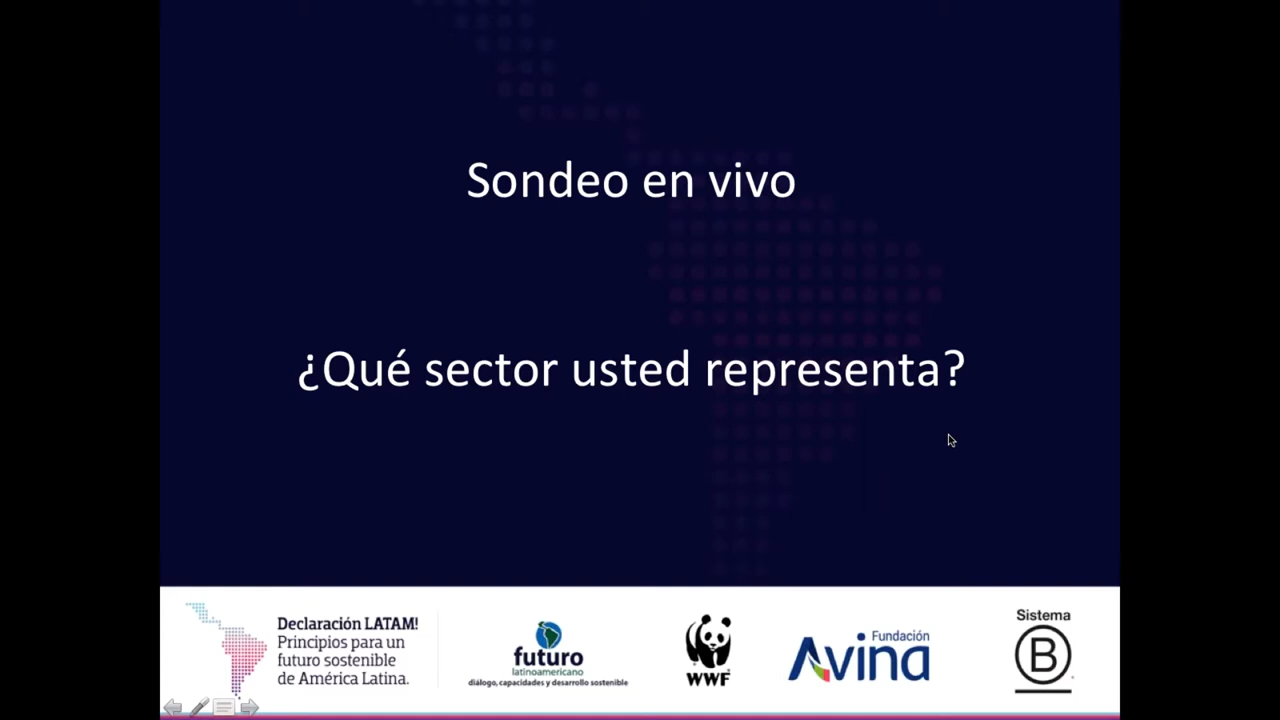 Sondeo en vivo
¿Qué sector usted representa?
Declaración LATAM!
Principios para un
futuro sostenible
de América Latina.
futuro
latinoamericano
diálogo, capacidades y desarrollo sostenible
WWF
Fundación
Avina
Sistema
B